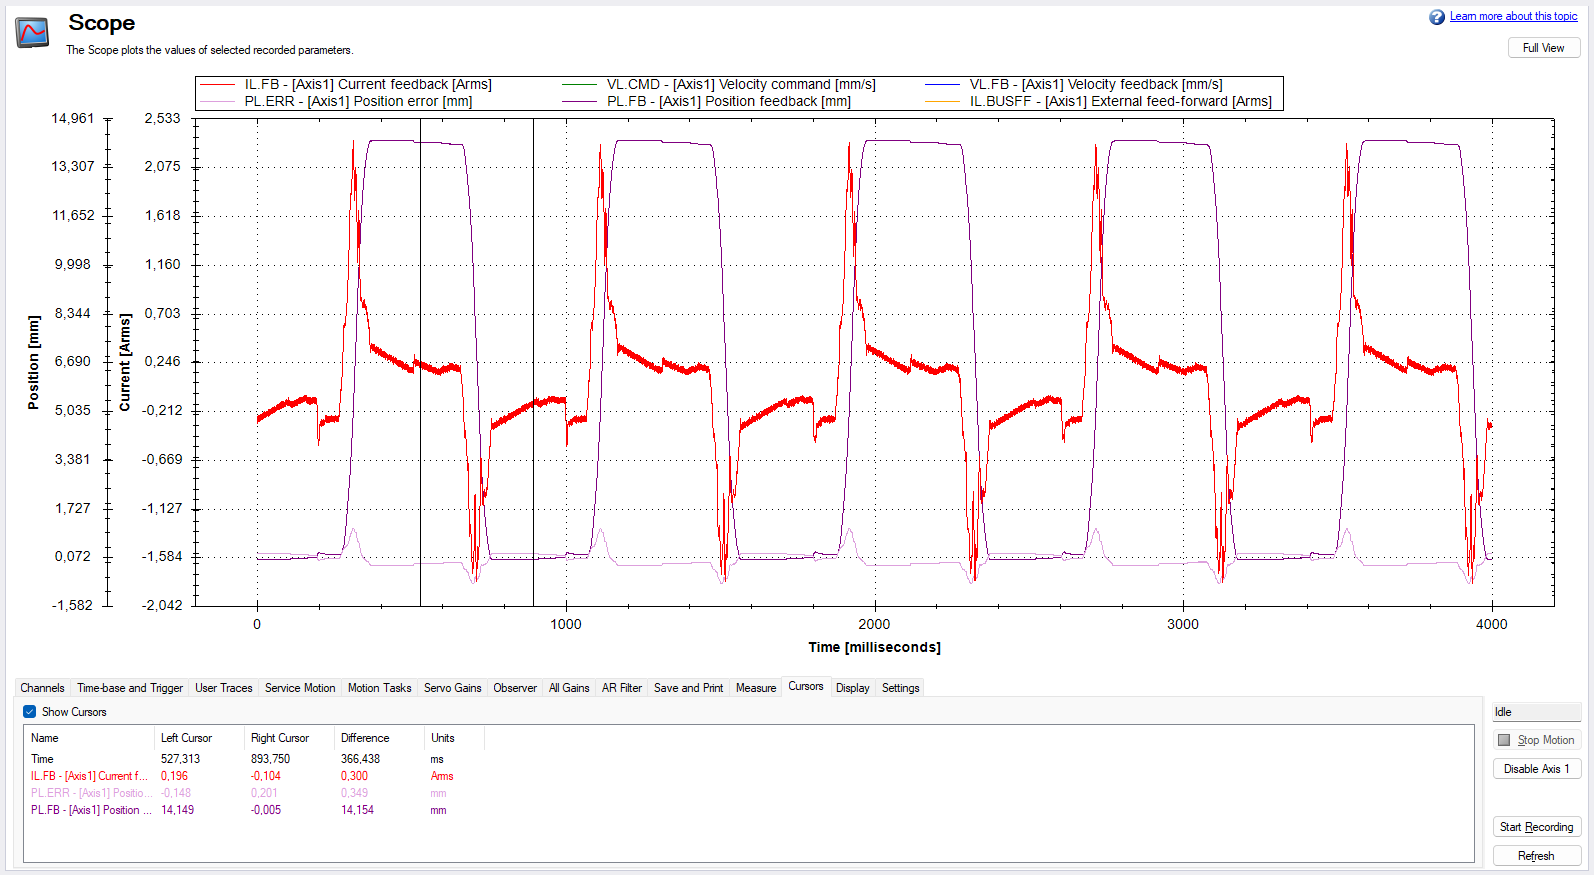 Scope
Learn more about this topic
The Scope plots the values of selected recorded parameters.
Full View
IL.FB - [Axis1] Current feedback [Arms] VL.CMD - [Axis1] Velocity command [mm/s] VL.FB - [Axis1] Velocity feedback [mm/s]
PL.ERR - [Axis1] Position error [mm] PL.FB - [Axis1] Position feedback [mm] IL.BUSFF - [Axis1] External feed-forward [Arms]
14,961 2,533
13,307 2,075
11,652 1,618
9,998 1,160
8,344 0,703
6,690 0,246
5,035 -0,212
3,381 -0,669
1,727 -1,127
0,072 -1,584
-1,582 -2,042
Position [mm]
Current [Arms]
0 1000 2000 3000 4000
Time [milliseconds]
Channels Time-base and Trigger User Traces Service Motion Motion Tasks Servo Gains Observer All Gains AR Filter Save and Print Measure Cursors Display Settings
Show Cursors
Name Left Cursor Right Cursor Difference Units
Time 527,313 893,750 366,438 ms
IL.FB - [Axis1] Current f... 0,196 -0,104 0,300 Arms
PL.ERR - [Axis1] Positio... -0,148 0,201 0,349 mm
PL.FB - [Axis1] Position ... 14,149 -0,005 14,154 mm
Idle
Stop Motion
Disable Axis 1
Start Recording
Refresh